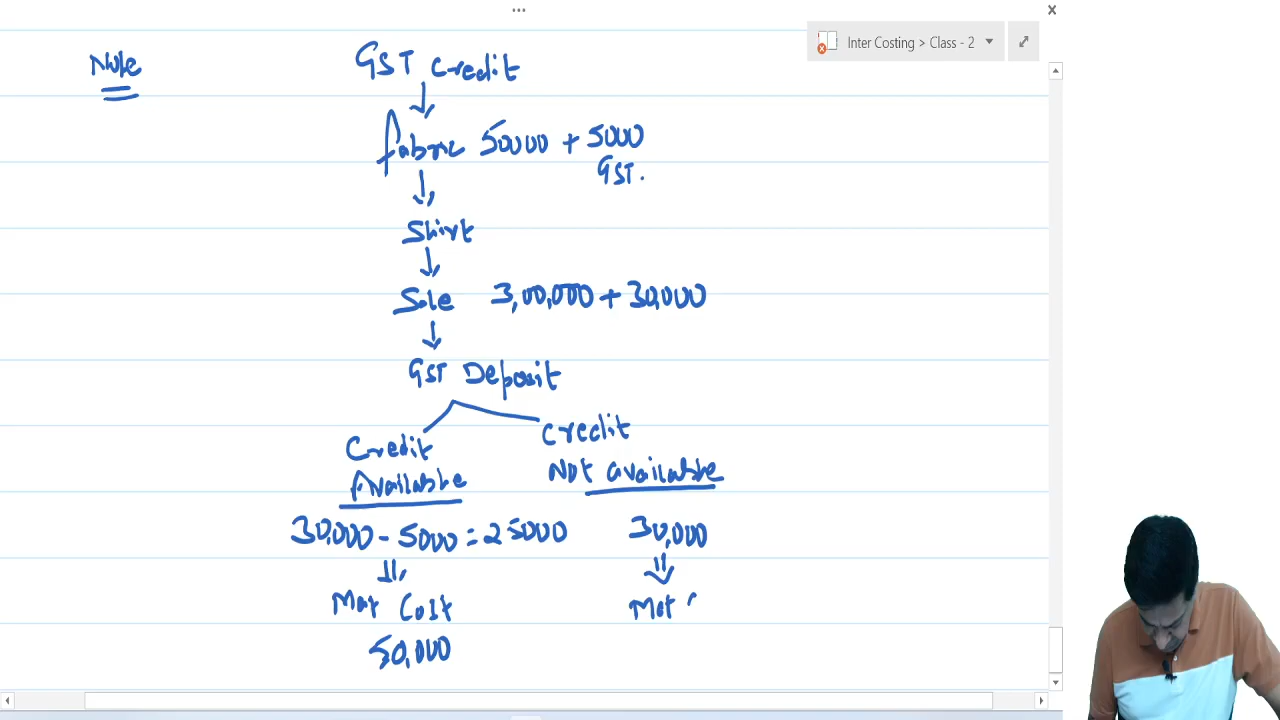 ...
Inter Costing > Class - 2
Note
GST Credit
fabric 50000 + 5000
GST.
Shirt
Sale 3,00,000 + 30,000
GST Deposit
Credit Available
Credit Not available
30,000 - 5000 = 25000
30,000
Mat Cost
50,000
Mat C